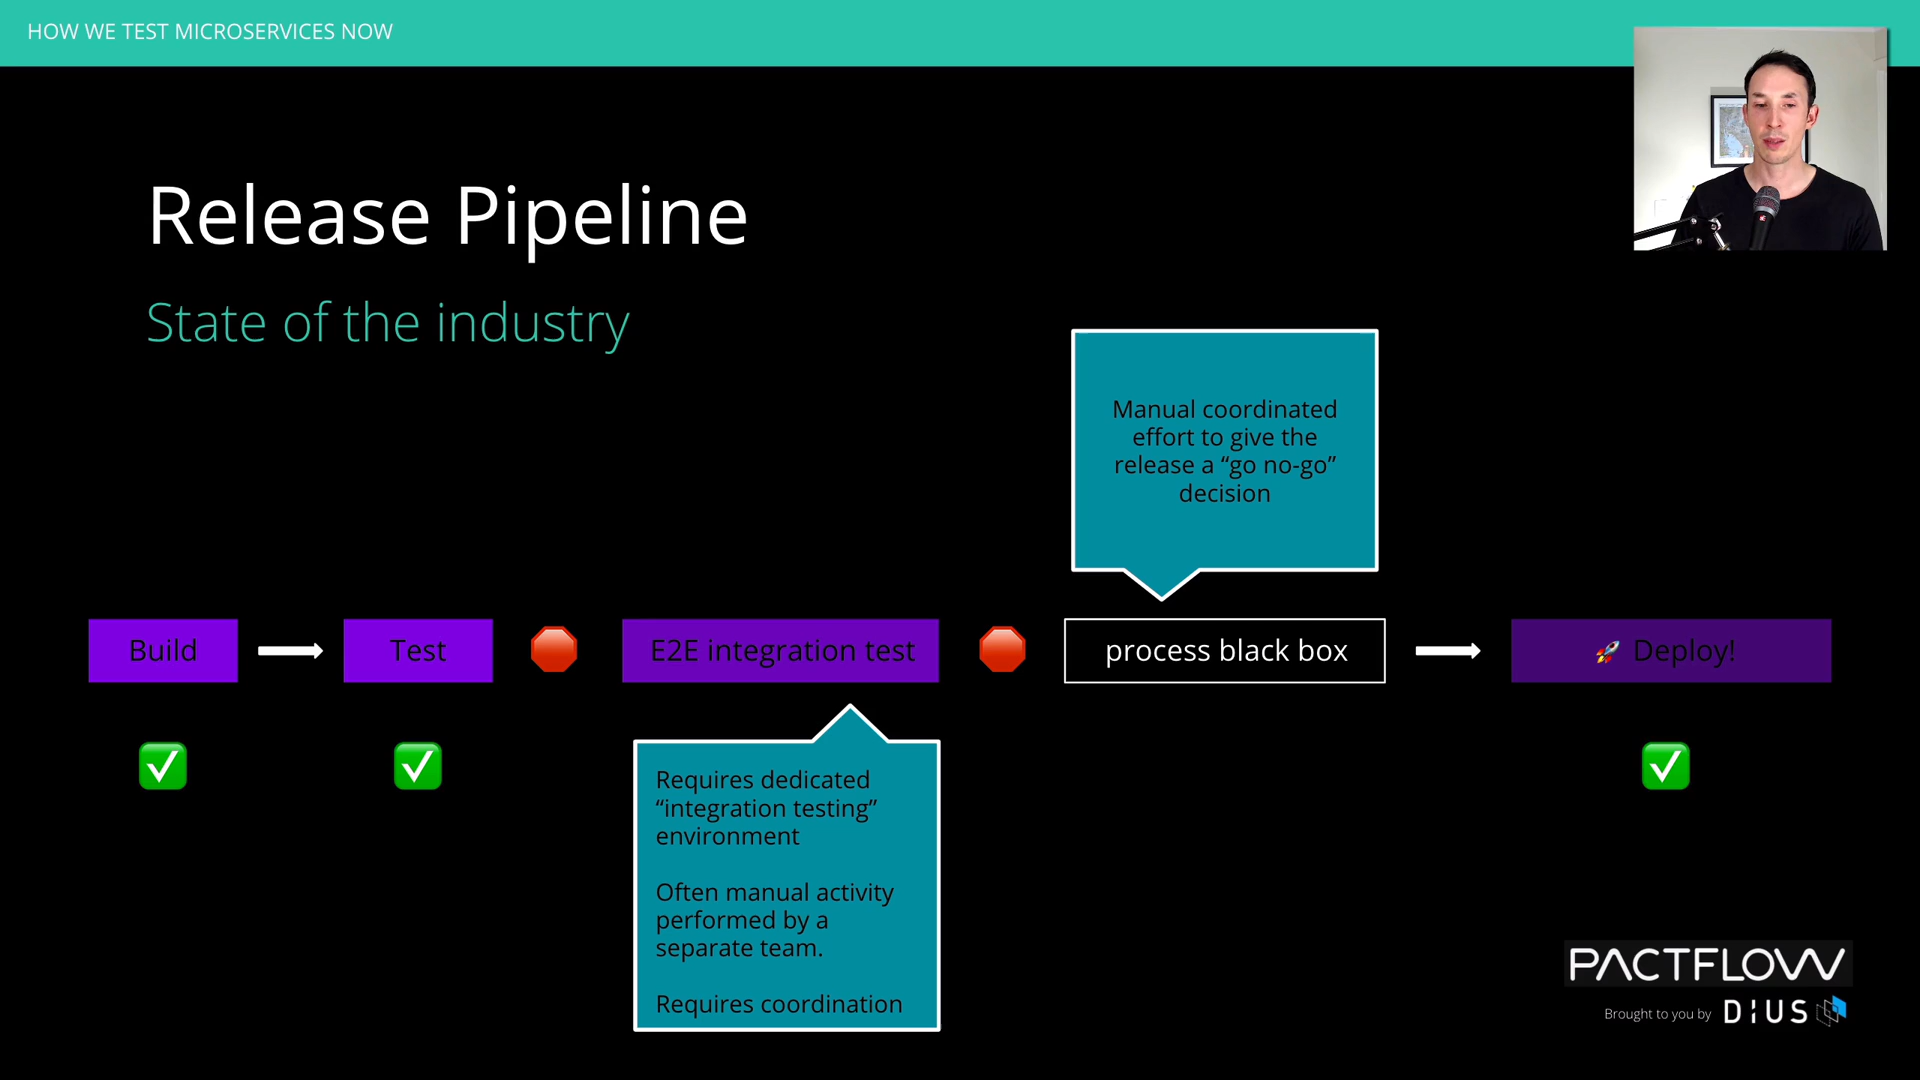 HOW WE TEST MICROSERVICES NOW
Release Pipeline
State of the industry
Manual coordinated
effort to give the
release a “go no-go”
decision
Build
Test
E2E integration test
process black box
Deploy!
Requires dedicated
“integration testing”
environment
Often manual activity
performed by a
separate team.
Requires coordination
PACTFLOW
Brought to you by DiUS